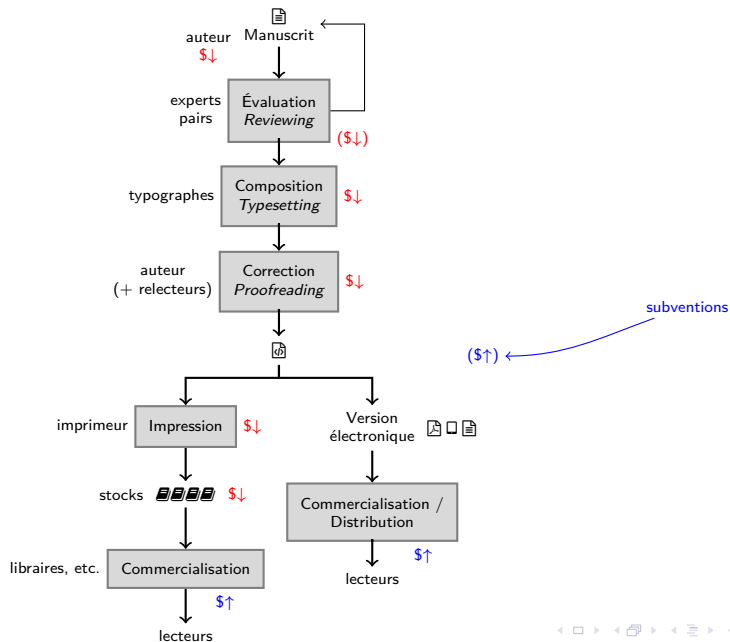 auteur
$↓
Manuscrit
experts
pairs
Évaluation
Reviewing
($↓)
typographes
Composition
Typesetting
$↓
auteur
(+ relecteurs)
Correction
Proofreading
$↓
subventions
($↑)
imprimeur
Impression
$↓
Version
électronique
stocks
$↓
Commercialisation /
Distribution
$↑
lecteurs
libraires, etc.
Commercialisation
$↑
lecteurs